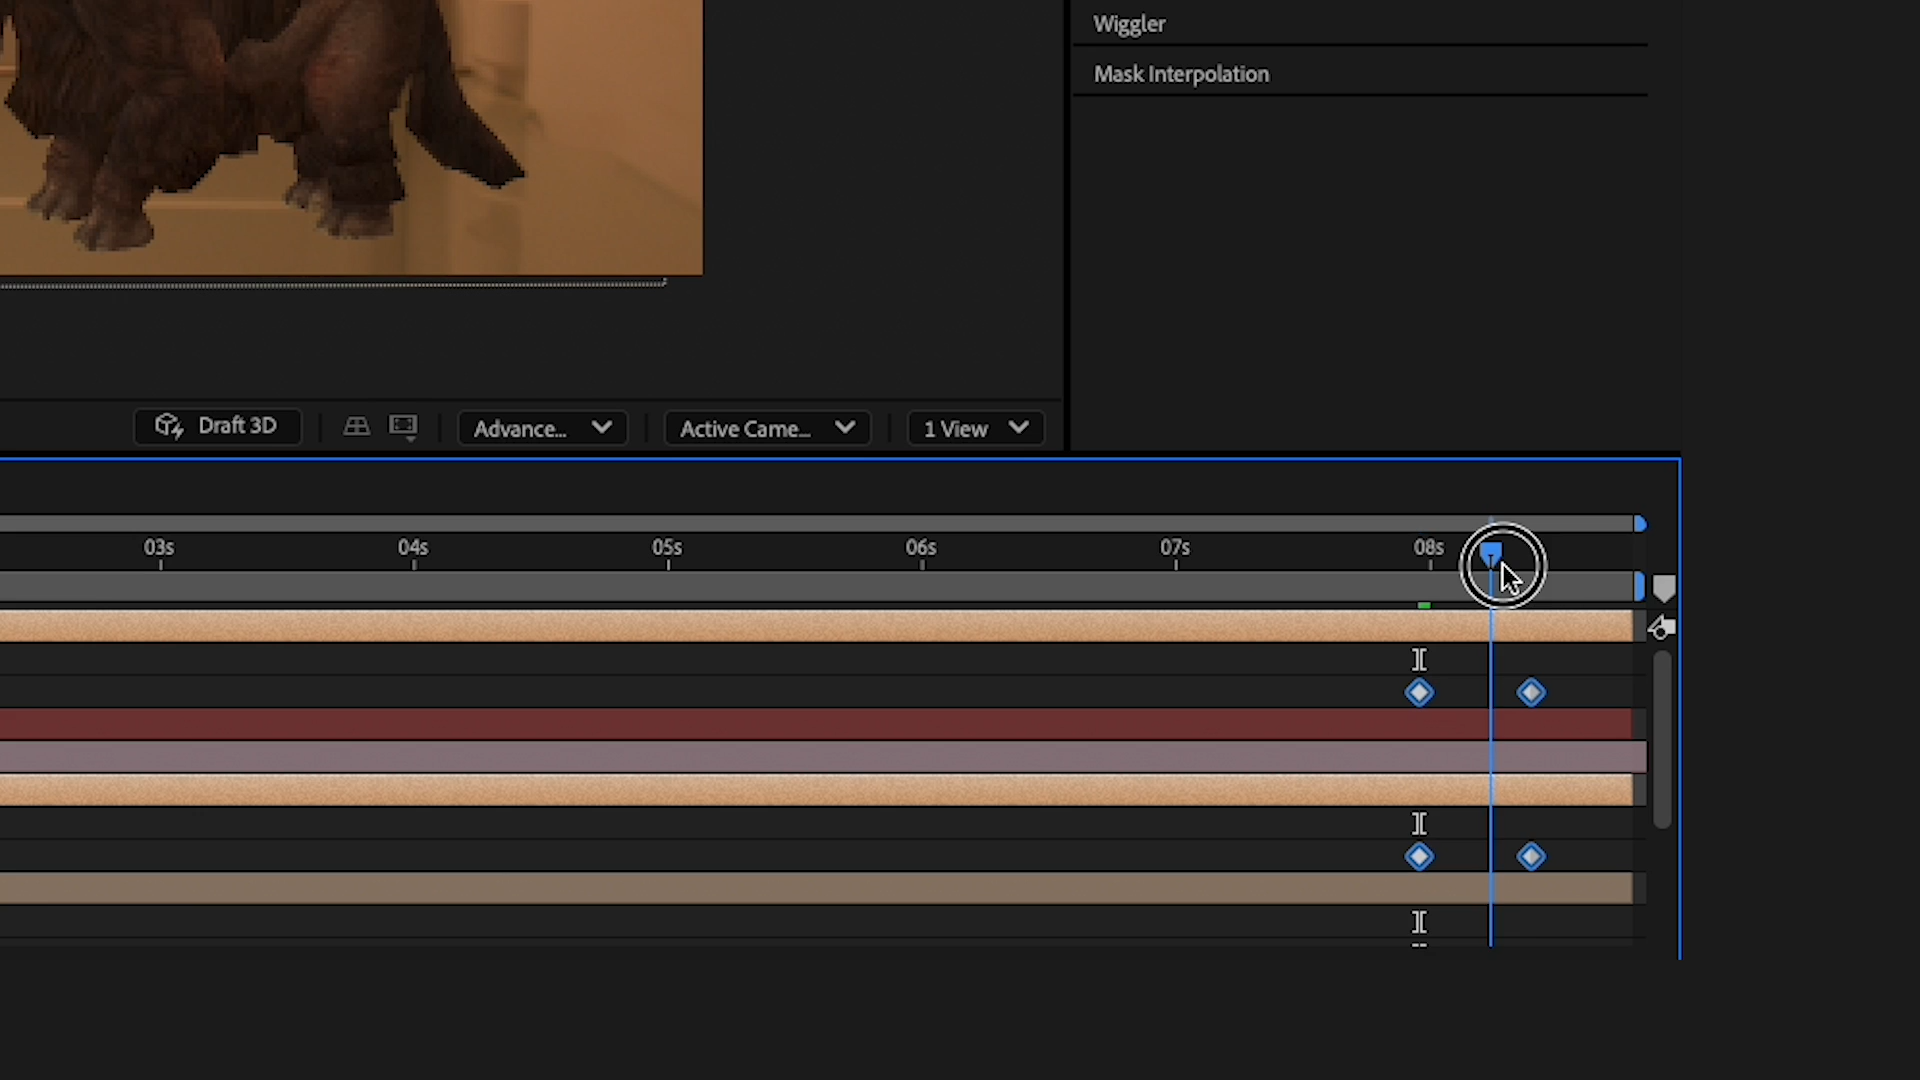 Wiggler
Mask Interpolation
Draft 3D
Advance...
Active Came...
1 View
03s
04s
05s
06s
07s
08s